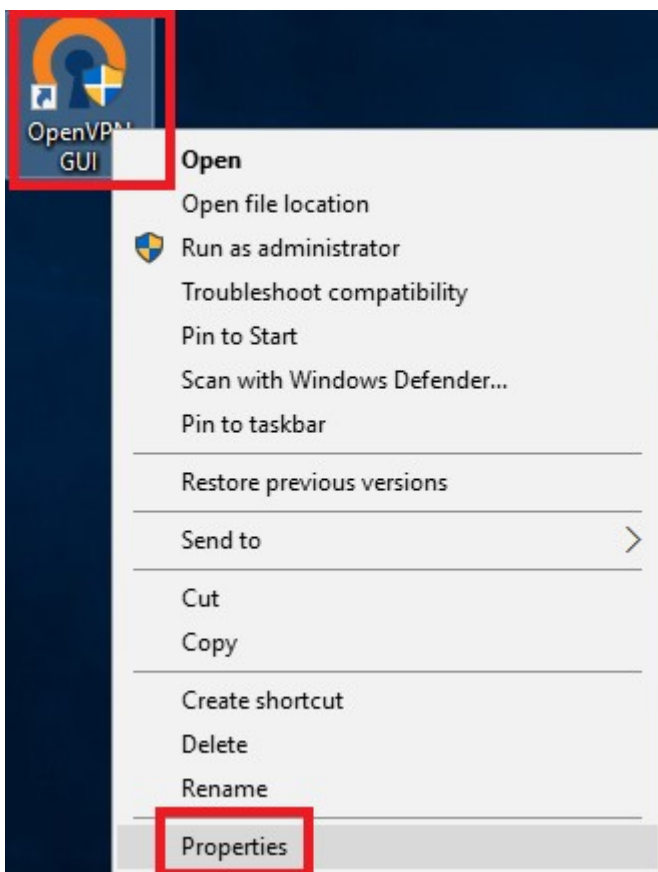 OpenVPN
GUI
Open
Open file location
Run as administrator
Troubleshoot compatibility
Pin to Start
Scan with Windows Defender...
Pin to taskbar
Restore previous versions
Send to
Cut
Copy
Create shortcut
Delete
Rename
Properties